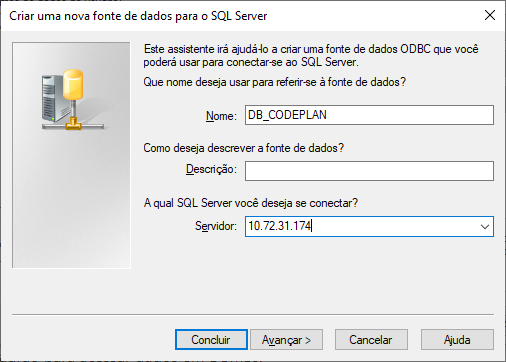 Criar uma nova fonte de dados para o SQL Server
Este assistente irá ajudá-lo a criar uma fonte de dados ODBC que você
poderá usar para conectar-se ao SQL Server.
Que nome deseja usar para referir-se à fonte de dados?
Nome: DB_CODEPLAN
Como deseja descrever a fonte de dados?
Descrição:
A qual SQL Server você deseja se conectar?
Servidor: 10.72.31.174
Concluir Avançar > Cancelar Ajuda